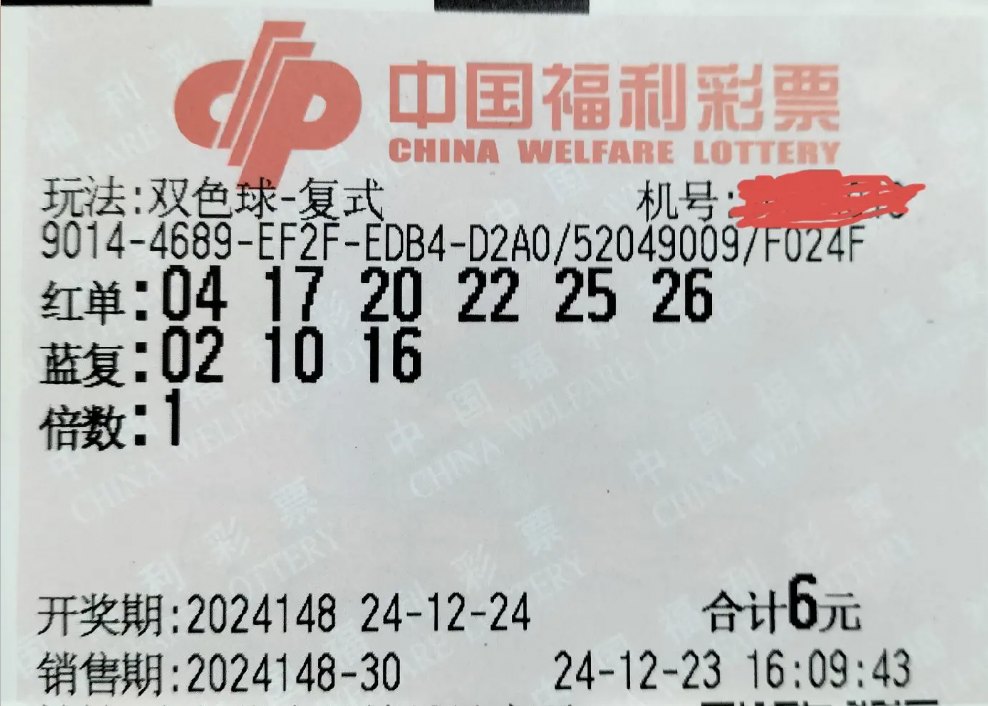 中国福利彩票
CHINA WELFARE LOTTERY
玩法:双色球-复式 机号:
9014-4689-EF2F-EDB4-D2A0/52049009/F024F
红单:04 17 20 22 25 26
蓝复:02 10 16
倍数:1
开奖期:2024148 24-12-24 合计6元
销售期:2024148-30 24-12-23 16:09:43